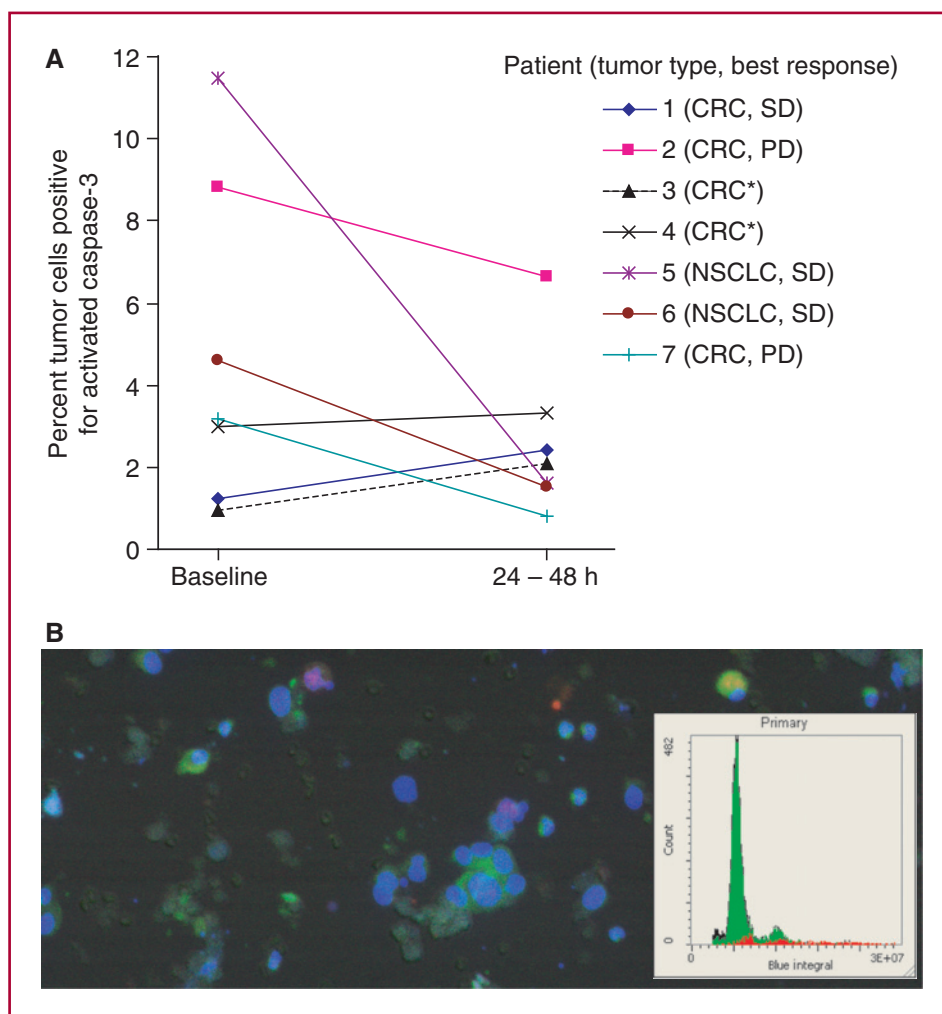 A
12
10
8
6
4
2
0
Percent tumor cells positive
for activated caspase-3
Baseline
24 – 48 h
Patient (tumor type, best response)
1 (CRC, SD)
2 (CRC, PD)
3 (CRC*)
4 (CRC*)
5 (NSCLC, SD)
6 (NSCLC, SD)
7 (CRC, PD)
B
Primary
482
Count
0
0
Blue integral
3E+07